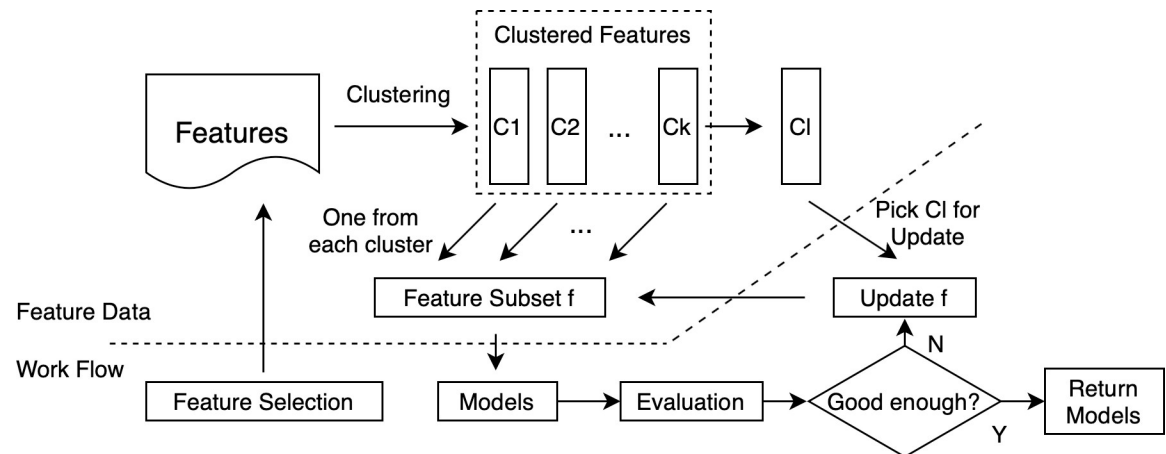 Clustered Features
Clustering
Features
C1
C2
...
Ck
Cl
One from
each cluster
...
Pick Cl for
Update
Feature Subset f
Update f
Feature Data
Work Flow
N
Feature Selection
Models
Evaluation
Good enough?
Y
Return
Models